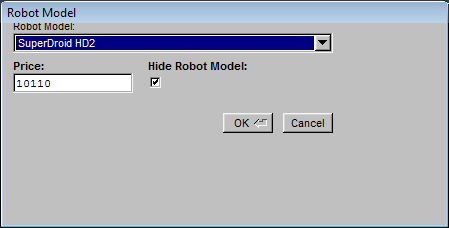 Robot Model
Robot Model:
SuperDroid HD2
Price: Hide Robot Model:
10110
OK Cancel